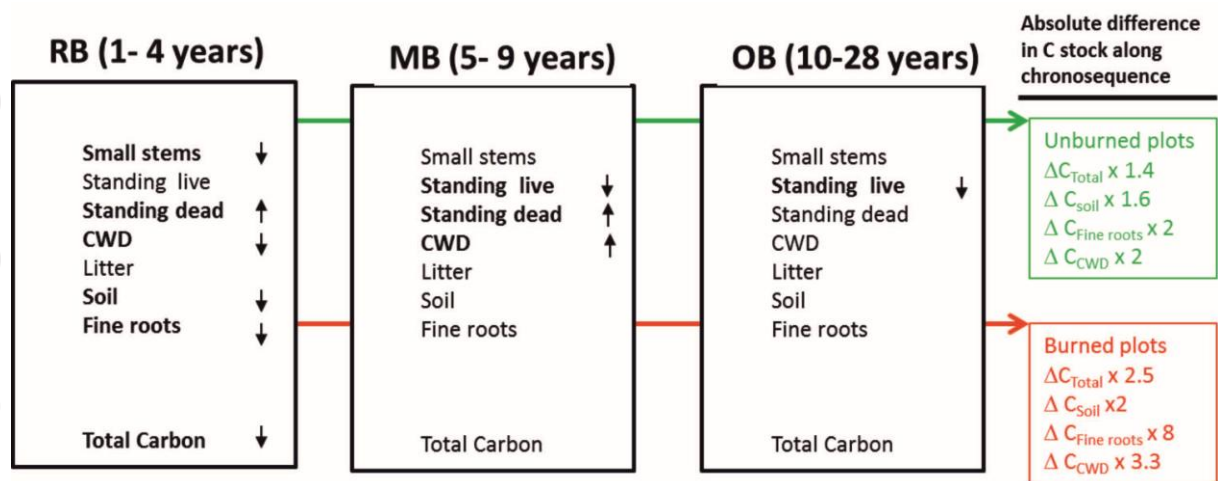 RB (1- 4 years)
Small stems ↓
Standing live
Standing dead ↑
CWD ↓
Litter
Soil ↓
Fine roots ↓
Total Carbon ↓
MB (5- 9 years)
Small stems
Standing live ↓
Standing dead ↑
CWD ↑
Litter
Soil
Fine roots
Total Carbon
OB (10-28 years)
Small stems
Standing live ↓
Standing dead
CWD
Litter
Soil
Fine roots
Total Carbon
Absolute difference
in C stock along
chronosequence
Unburned plots
ΔCTotal x 1.4
Δ Csoil x 1.6
Δ CFine roots x 2
Δ CCWD x 2
Burned plots
ΔCTotal x 2.5
Δ CSoil x2
Δ CFine roots x 8
Δ CCWD x 3.3